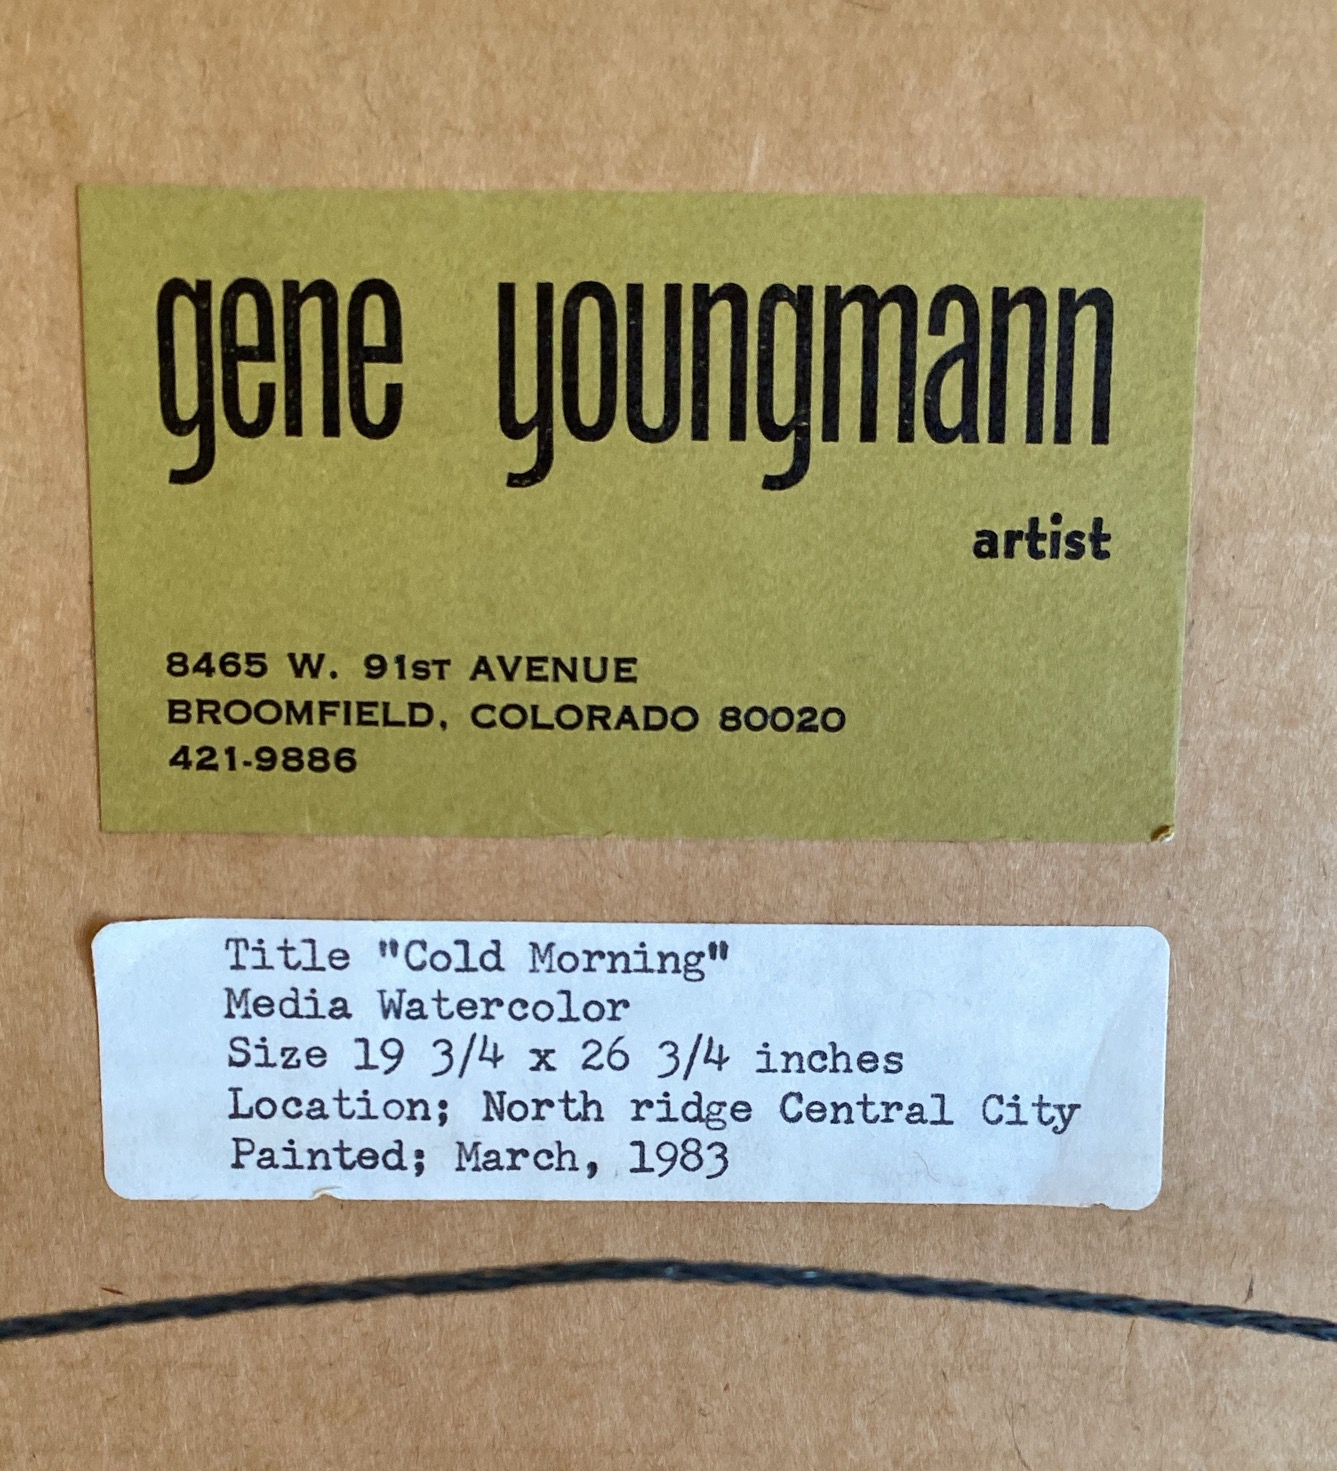 gene youngmann
artist
8465 W. 91ST AVENUE
BROOMFIELD, COLORADO 80020
421-9886
Title "Cold Morning"
Media Watercolor
Size 19 3/4 x 26 3/4 inches
Location; North ridge Central City
Painted; March, 1983